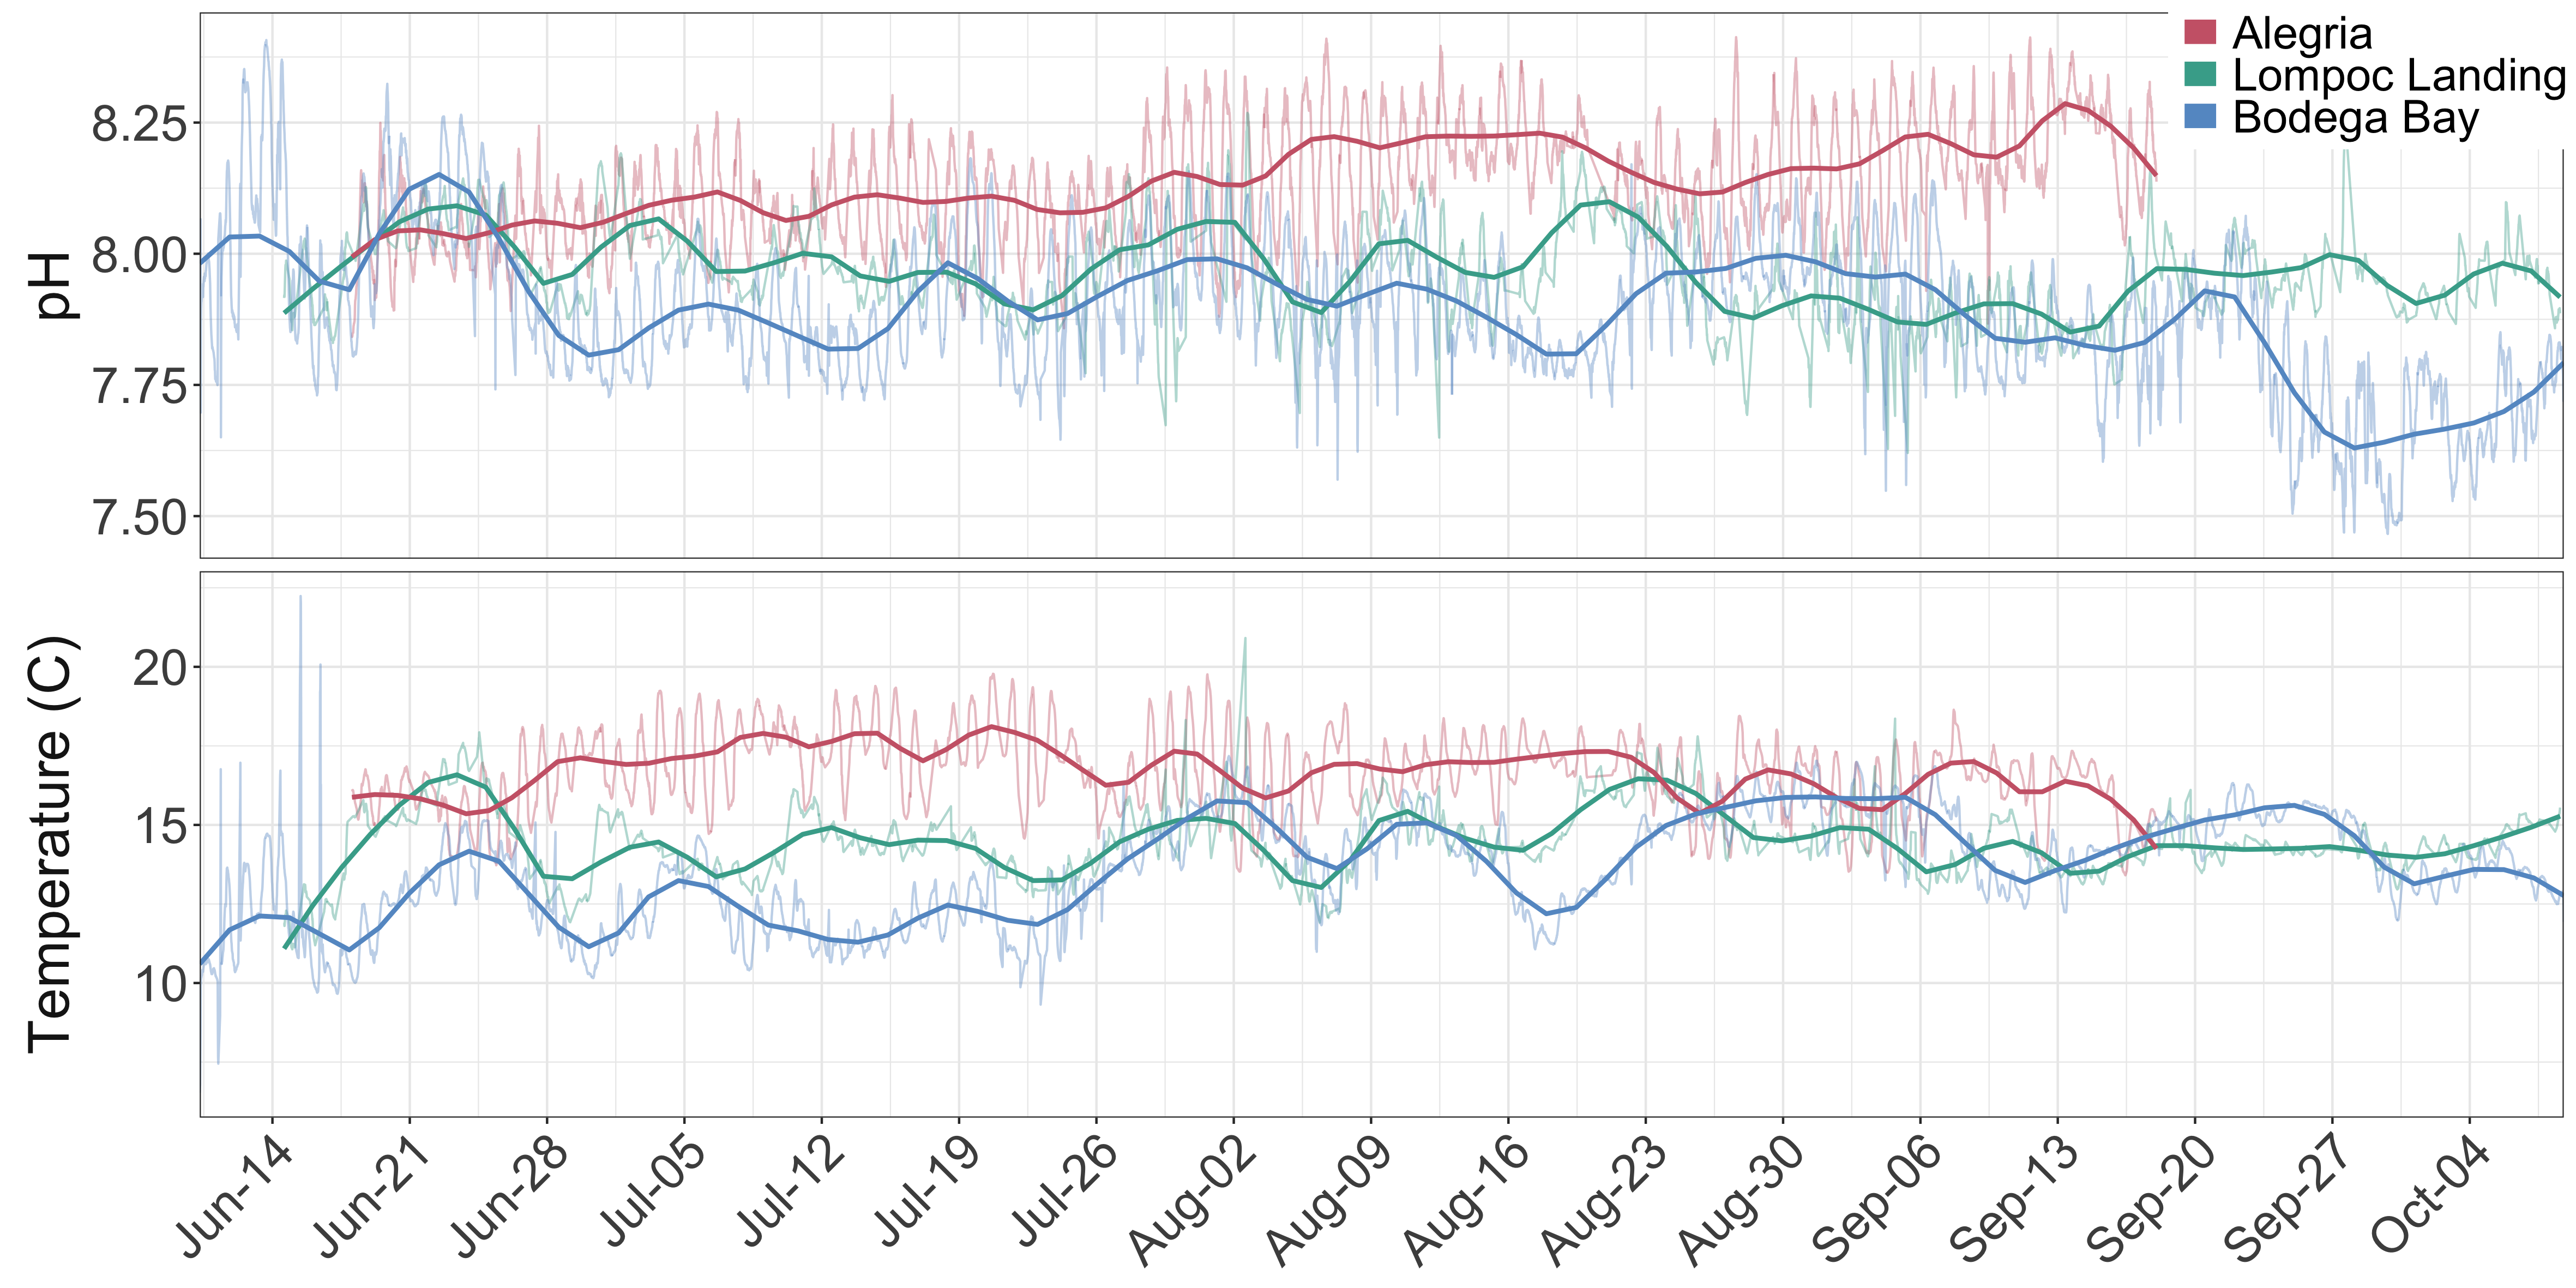 Alegria
Lompoc Landing
Bodega Bay
pH
8.25
8.00
7.75
7.50
Temperature (C)
20
15
10
Jun-14
Jun-21
Jun-28
Jul-05
Jul-12
Jul-19
Jul-26
Aug-02
Aug-09
Aug-16
Aug-23
Aug-30
Sep-06
Sep-13
Sep-20
Sep-27
Oct-04